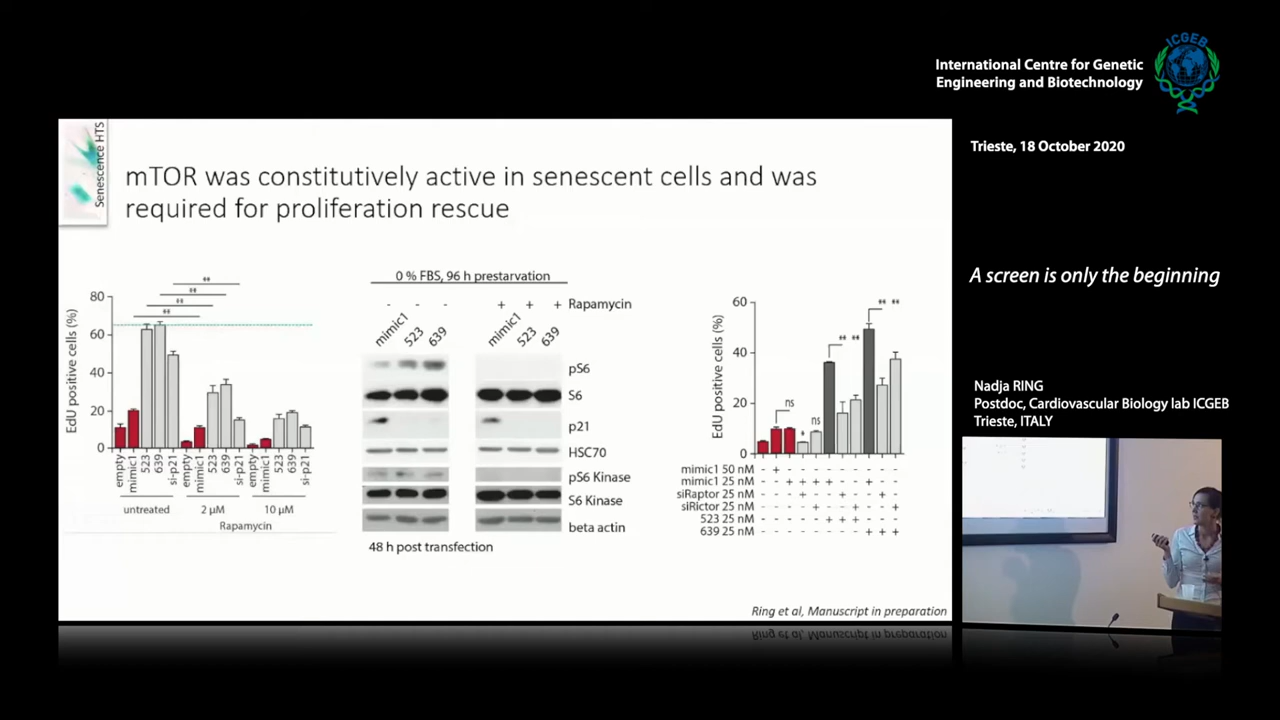 ICGEB
International Centre for Genetic
Engineering and Biotechnology
Trieste, 18 October 2020
A screen is only the beginning
Nadja RING
Postdoc, Cardiovascular Biology lab ICGEB
Trieste, ITALY
Senescence HTS
mTOR was constitutively active in senescent cells and was
required for proliferation rescue
EdU positive cells (%)
80
60
40
20
0
** ** ** **
empty mimic1 523 639 si-p21 empty mimic1 523 639 si-p21 empty mimic1 523 639 si-p21
untreated 2 µM 10 µM
Rapamycin
0 % FBS, 96 h prestarvation
- - - + + + Rapamycin
mimic1 523 639 mimic1 523 639
pS6
S6
p21
HSC70
pS6 Kinase
S6 Kinase
beta actin
48 h post transfection
EdU positive cells (%)
60
40
20
0
ns * ns ** ** ** **
mimic1 50 nM - + - - - - - - - - -
mimic1 25 nM - - + + + + - - + - -
siRaptor 25 nM - - - + - - + - - + -
siRictor 25 nM - - - - + - - + - - +
523 25 nM - - - - - + + + - - -
639 25 nM - - - - - - - - + + +
Ring et al, Manuscript in preparation